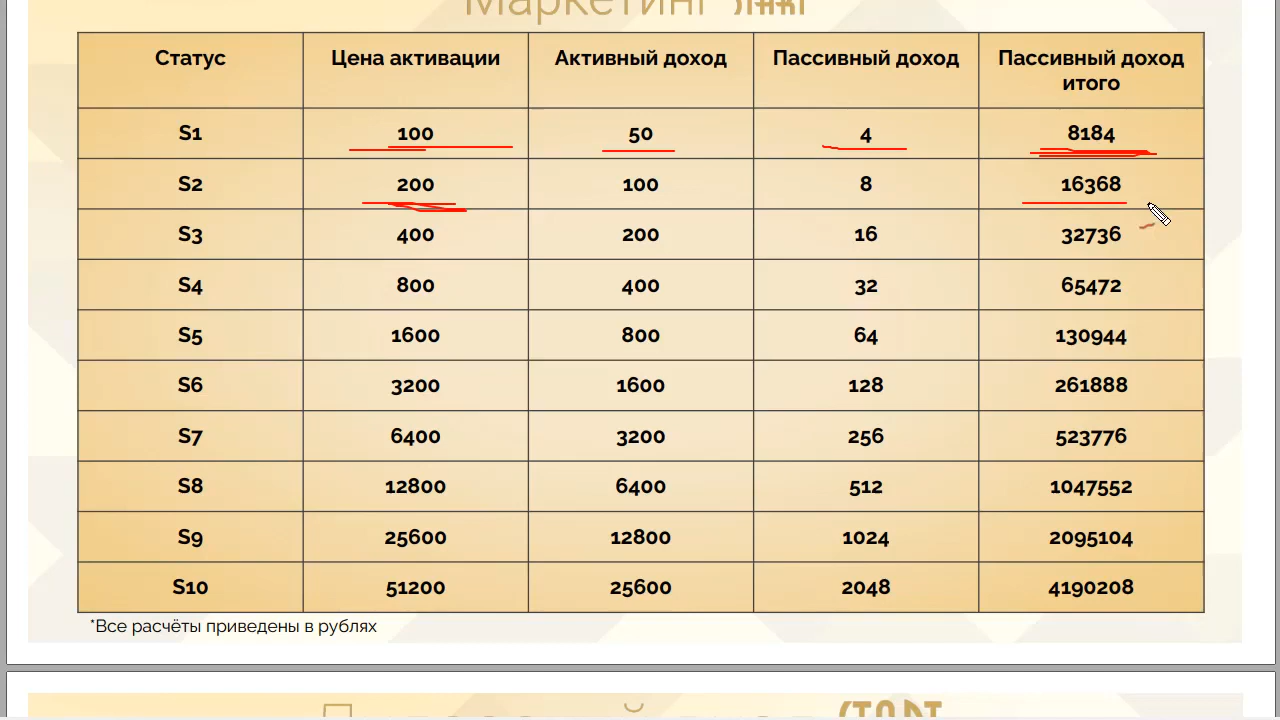 Маркетинг СТАРТ
Статус Цена активации Активный доход Пассивный доход Пассивный доход итого
S1 100 50 4 8184
S2 200 100 8 16368
S3 400 200 16 32736
S4 800 400 32 65472
S5 1600 800 64 130944
S6 3200 1600 128 261888
S7 6400 3200 256 523776
S8 12800 6400 512 1047552
S9 25600 12800 1024 2095104
S10 51200 25600 2048 4190208
*Все расчёты приведены в рублях
СТАРТ